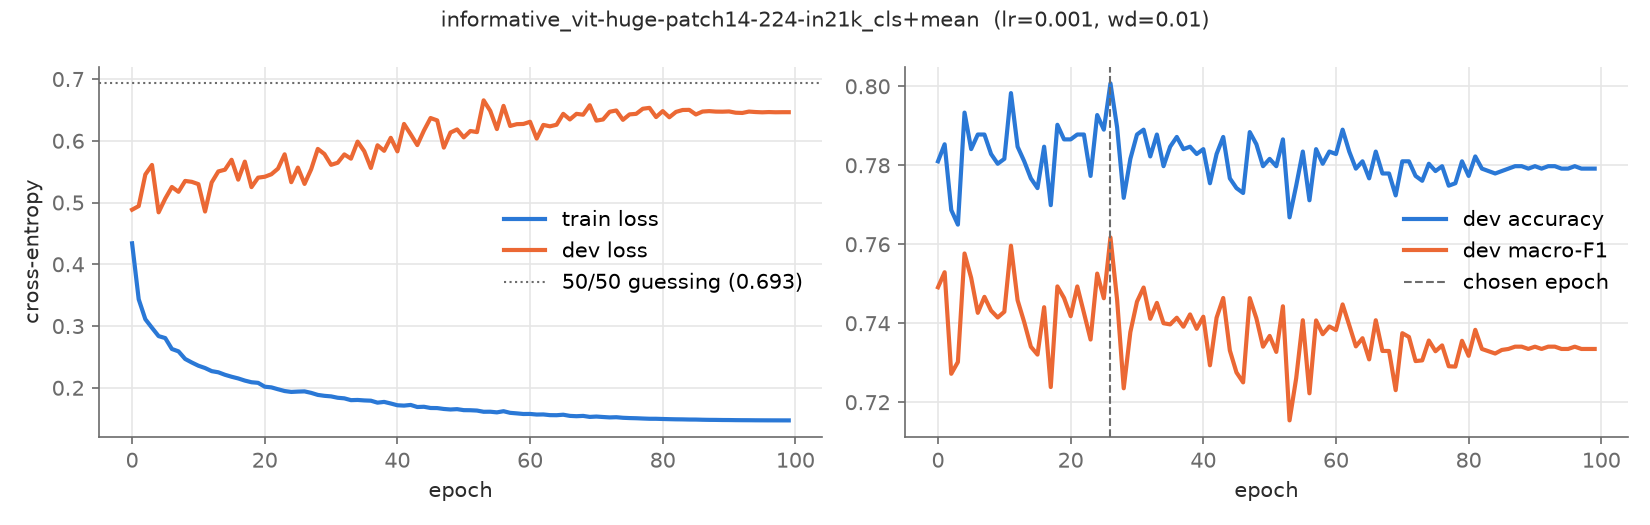 informative_vit-huge-patch14-224-in21k_cls+mean  (lr=0.001, wd=0.01)
cross-entropy
0.7
0.6
0.5
0.4
0.3
0.2
train loss
dev loss
50/50 guessing (0.693)
0 20 40 60 80 100
epoch
0.80
0.78
0.76
0.74
0.72
dev accuracy
dev macro-F1
chosen epoch
0 20 40 60 80 100
epoch